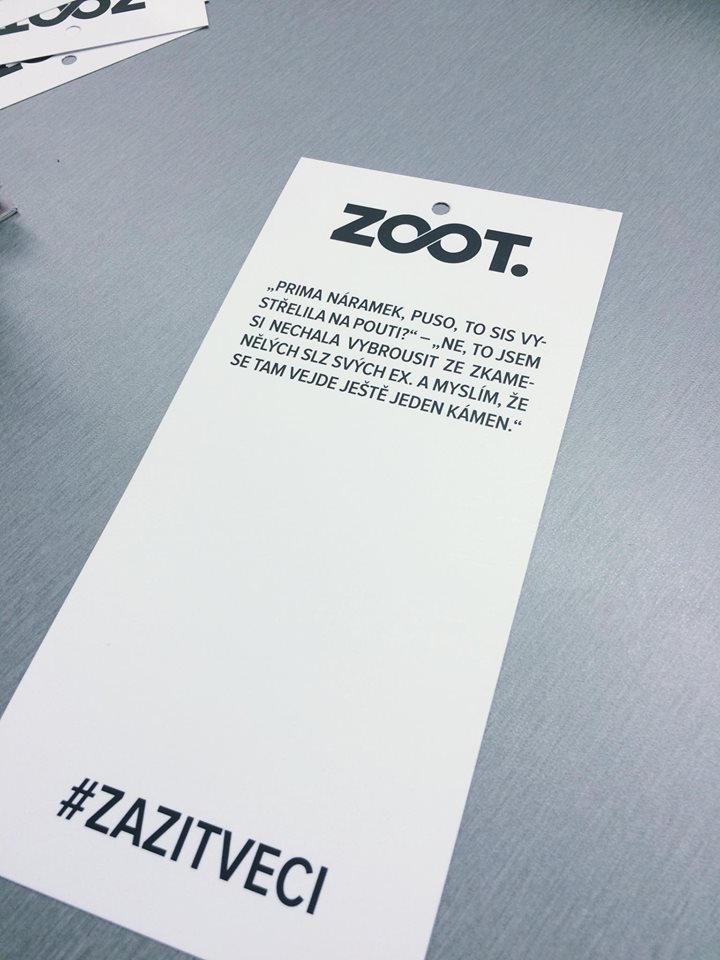 ZOOT.
„PRIMA NÁRAMEK, PUSO, TO SIS VY-
STŘELILA NA POUTI?“ – „NE, TO JSEM
SI NECHALA VYBROUSIT ZE ZKAME-
NĚLÝCH SLZ SVÝCH EX. A MYSLÍM, ŽE
SE TAM VEJDE JEŠTĚ JEDEN KÁMEN.“
#ZAZITVECI